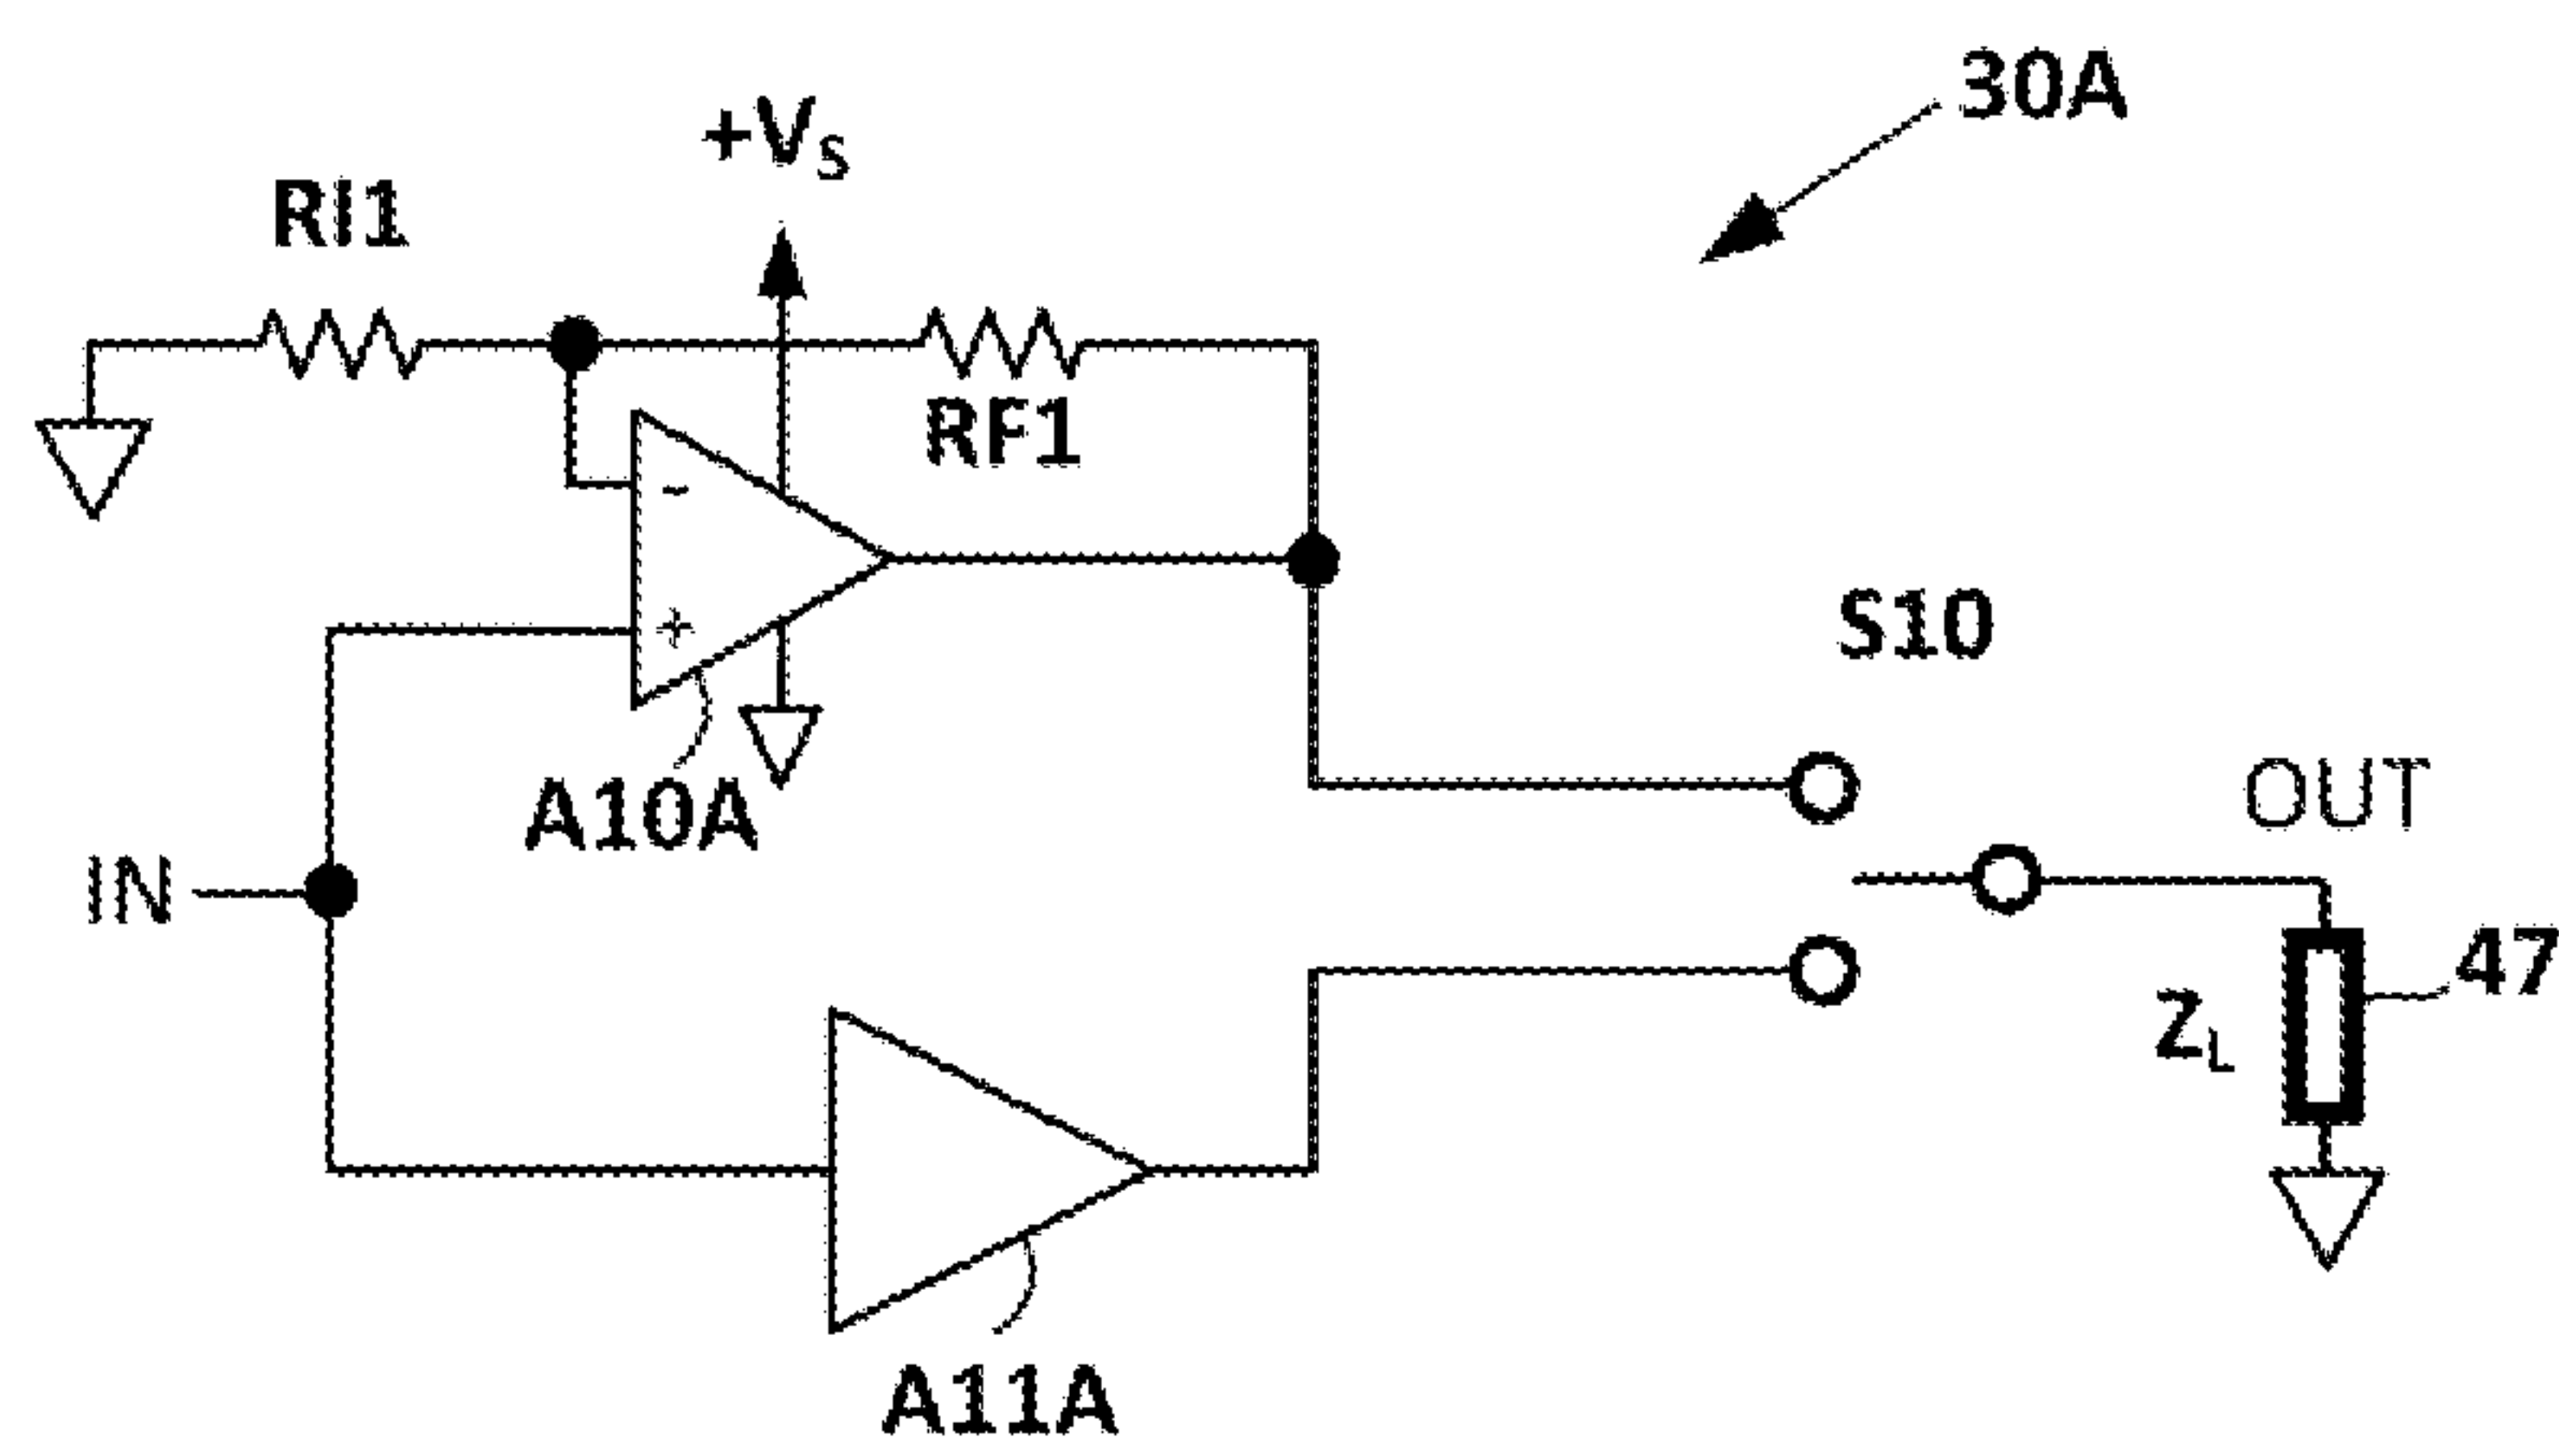 30A
+VS
RI1
RF1
-
+
S10
A10A
OUT
IN
47
ZL
A11A